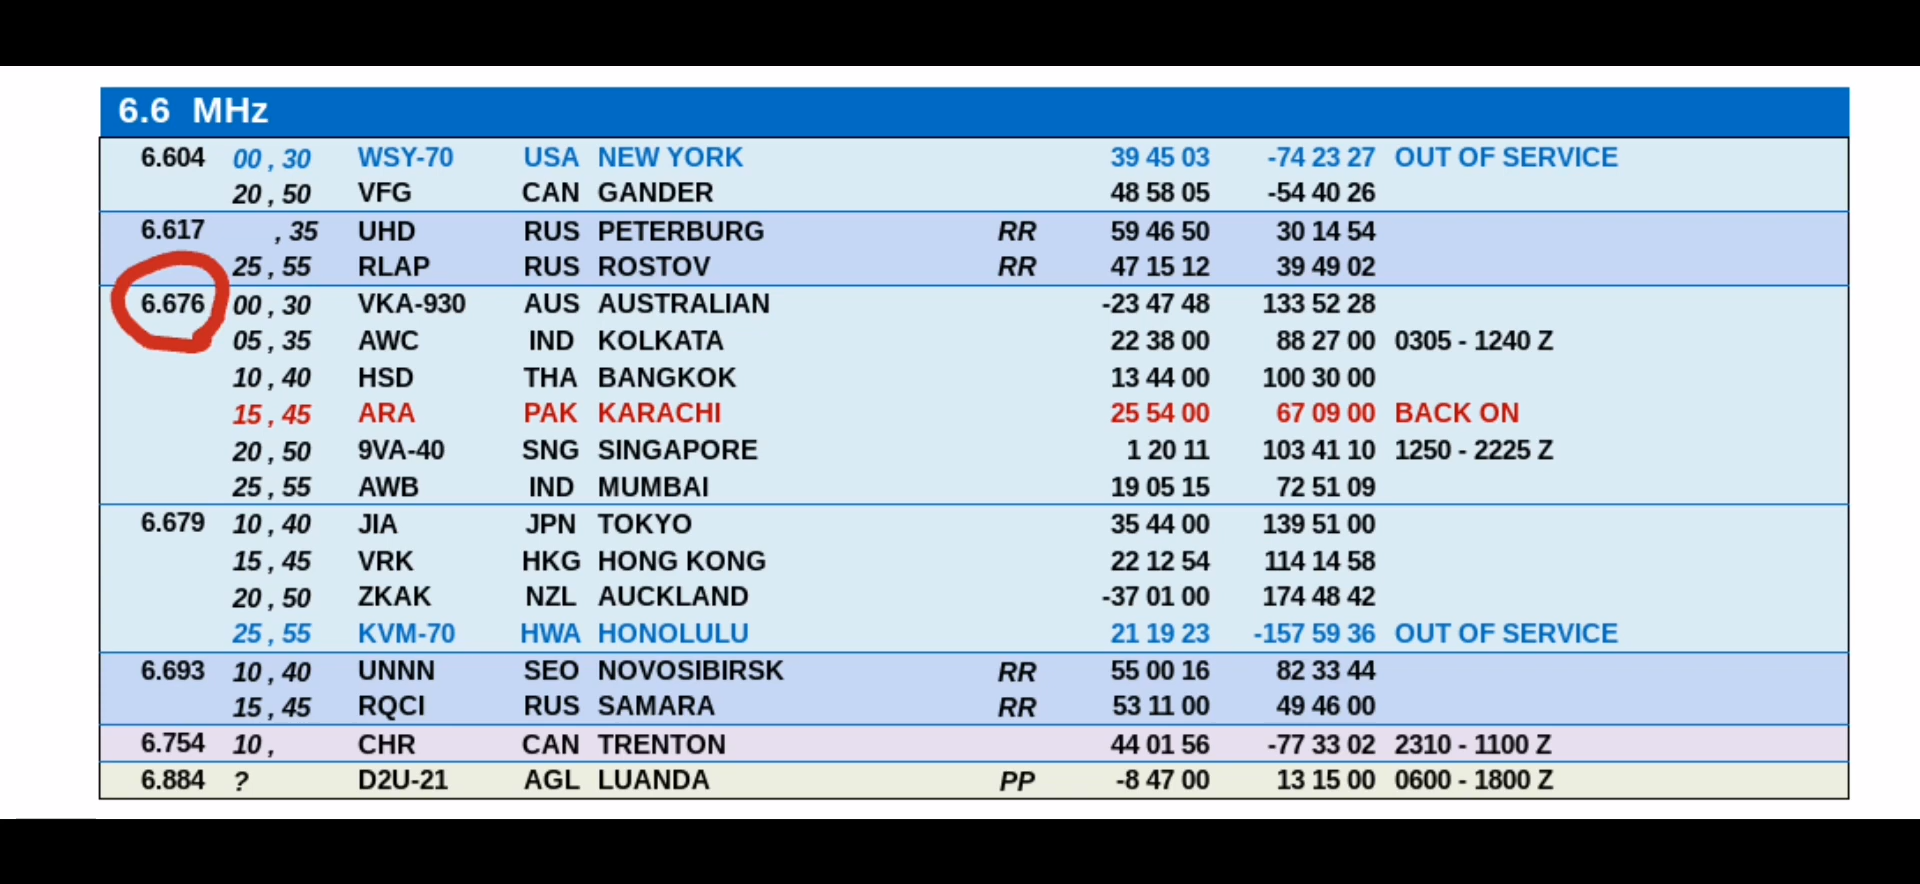 6.6 MHz
6.604 00 , 30 WSY-70 USA NEW YORK 39 45 03 -74 23 27 OUT OF SERVICE
20 , 50 VFG CAN GANDER 48 58 05 -54 40 26
6.617 , 35 UHD RUS PETERBURG RR 59 46 50 30 14 54
25 , 55 RLAP RUS ROSTOV RR 47 15 12 39 49 02
6.676 00 , 30 VKA-930 AUS AUSTRALIAN -23 47 48 133 52 28
05 , 35 AWC IND KOLKATA 22 38 00 88 27 00 0305 - 1240 Z
10 , 40 HSD THA BANGKOK 13 44 00 100 30 00
15 , 45 ARA PAK KARACHI 25 54 00 67 09 00 BACK ON
20 , 50 9VA-40 SNG SINGAPORE 1 20 11 103 41 10 1250 - 2225 Z
25 , 55 AWB IND MUMBAI 19 05 15 72 51 09
6.679 10 , 40 JIA JPN TOKYO 35 44 00 139 51 00
15 , 45 VRK HKG HONG KONG 22 12 54 114 14 58
20 , 50 ZKAK NZL AUCKLAND -37 01 00 174 48 42
25 , 55 KVM-70 HWA HONOLULU 21 19 23 -157 59 36 OUT OF SERVICE
6.693 10 , 40 UNNN SEO NOVOSIBIRSK RR 55 00 16 82 33 44
15 , 45 RQCI RUS SAMARA RR 53 11 00 49 46 00
6.754 10 , CHR CAN TRENTON 44 01 56 -77 33 02 2310 - 1100 Z
6.884 ? D2U-21 AGL LUANDA PP -8 47 00 13 15 00 0600 - 1800 Z